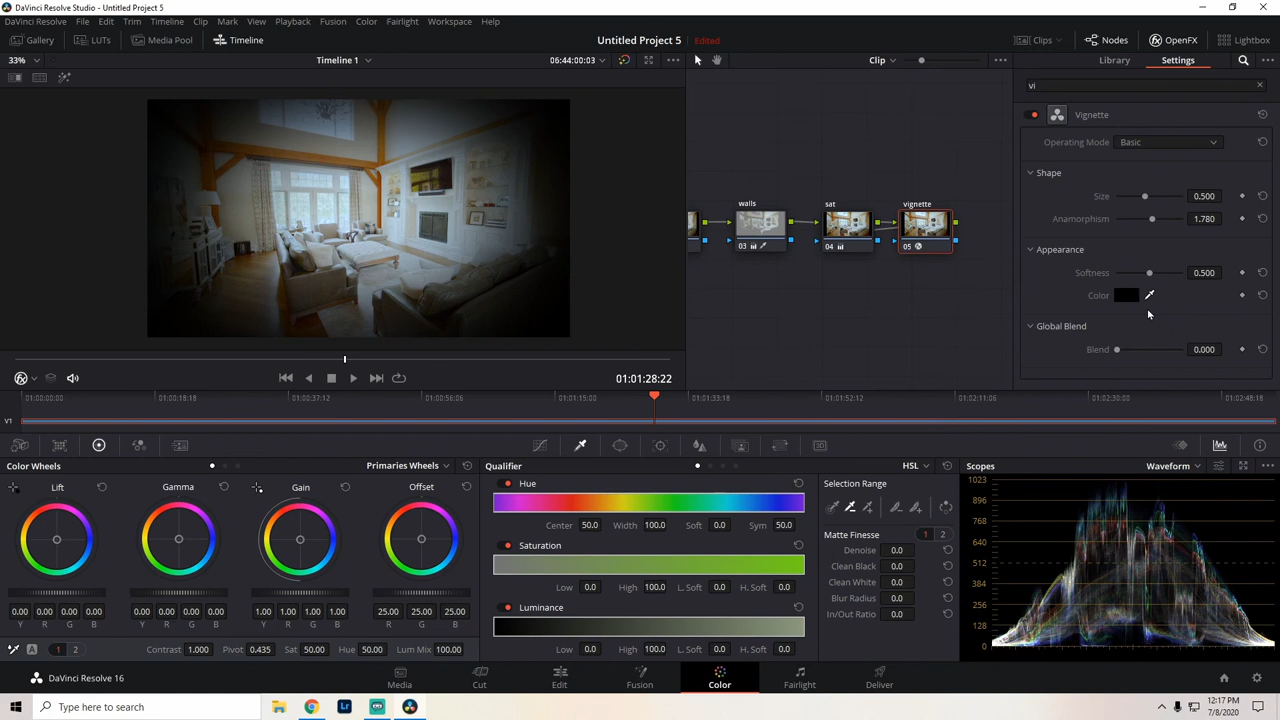 DaVinci Resolve Studio - Untitled Project 5
DaVinci Resolve File Edit Trim Timeline Clip Mark View Playback Fusion Color Fairlight Workspace Help
Gallery LUTs Media Pool Timeline Untitled Project 5 Edited Clips Nodes OpenFX Lightbox
33% Timeline 1 06:44:00:03 Clip Library Settings
vi
Vignette
Operating Mode Basic
Shape
Size 0.500
Anamorphism 1.780
Appearance
Softness 0.500
Color
Global Blend
Blend 0.000
walls sat vignette
03 04 05
01:01:28:22
01:00:00:00 01:00:18:18 01:00:37:12 01:00:56:06 01:01:15:00 01:01:33:18 01:01:52:12 01:02:11:06 01:02:30:00 01:02:48:18
V1
Color Wheels Primaries Wheels
Lift Gamma Gain Offset
0.00 0.00 0.00 0.00 0.00 0.00 0.00 0.00 1.00 1.00 1.00 1.00 25.00 25.00 25.00
Y R G B Y R G B Y R G B R G B
A 1 2 Contrast 1.000 Pivot 0.435 Sat 50.00 Hue 50.00 Lum Mix 100.00
Qualifier HSL
Hue
Center 50.0 Width 100.0 Soft 0.0 Sym 50.0
Saturation
Low 0.0 High 100.0 L. Soft 0.0 H. Soft 0.0
Luminance
Low 0.0 High 100.0 L. Soft 0.0 H. Soft 0.0
Selection Range
Matte Finesse 1 2
Denoise 0.0
Clean Black 0.0
Clean White 0.0
Blur Radius 0.0
In/Out Ratio 0.0
Scopes Waveform
1023
896
768
640
512
384
256
128
0
DaVinci Resolve 16 Media Cut Edit Fusion Color Fairlight Deliver
Type here to search
12:17 PM
7/8/2020